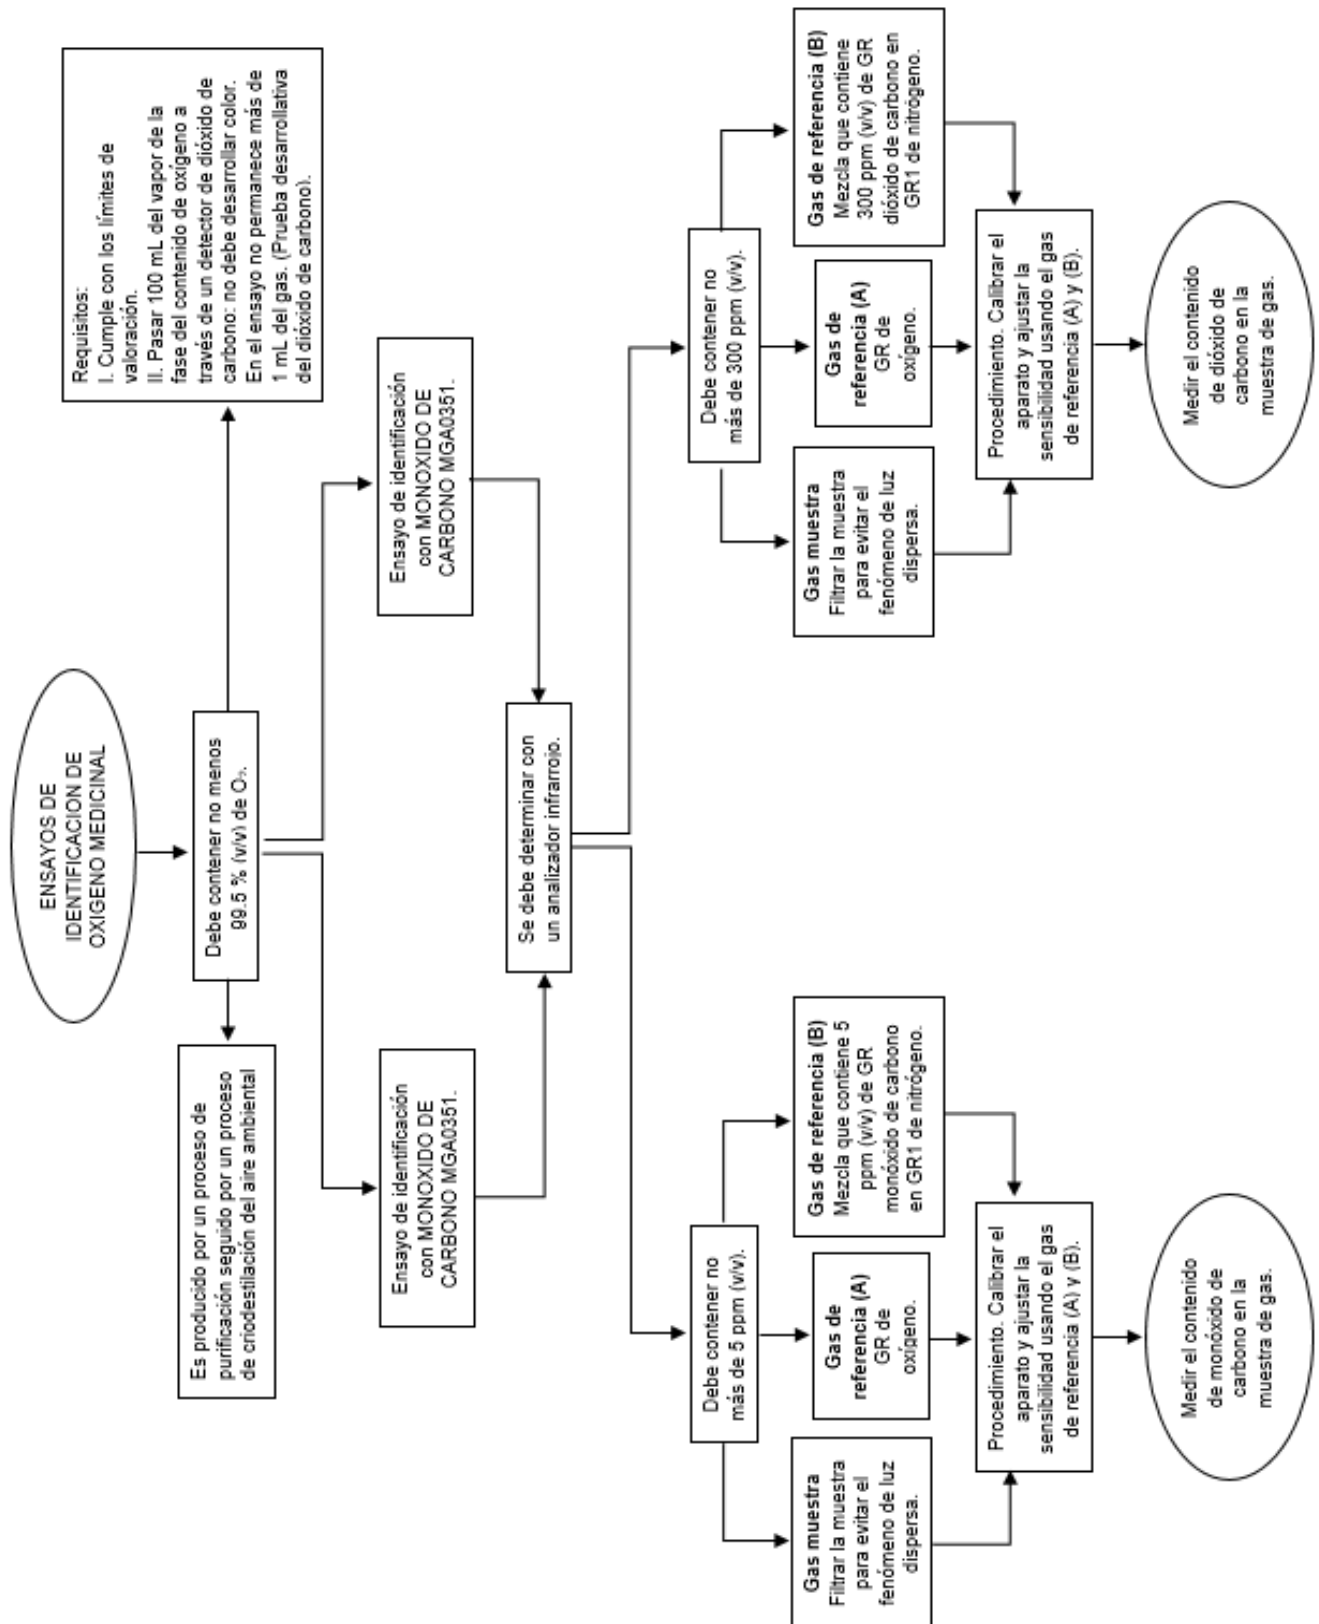 ENSAYOS DE
IDENTIFICACION DE
OXIGENO MEDICINAL
Es producido por un proceso de
purificación seguido por un proceso
de criodestilación del aire ambiental
Debe contener no menos
99.5 % (v/v) de O₂.
Requisitos:
I. Cumple con los límites de
valoración.
II. Pasar 100 mL del vapor de la
fase del contenido de oxígeno a
través de un detector de dióxido de
carbono: no debe desarrollar color.
En el ensayo no permanece más de
1 mL del gas. (Prueba desarrollativa
del dióxido de carbono).
Ensayo de identificación
con MONOXIDO DE
CARBONO MGA0351.
Ensayo de identificación
con MONOXIDO DE
CARBONO MGA0351.
Se debe determinar con
un analizador infrarrojo.
Debe contener no
más de 5 ppm (v/v).
Debe contener no
más de 300 ppm (v/v).
Gas muestra
Filtrar la muestra
para evitar el
fenómeno de luz
dispersa.
Gas de
referencia (A)
GR de
oxígeno.
Gas de referencia (B)
Mezcla que contiene 5
ppm (v/v) de GR
monóxido de carbono
en GR1 de nitrógeno.
Gas muestra
Filtrar la muestra
para evitar el
fenómeno de luz
dispersa.
Gas de
referencia (A)
GR de
oxígeno.
Gas de referencia (B)
Mezcla que contiene
300 ppm (v/v) de GR
dióxido de carbono en
GR1 de nitrógeno.
Procedimiento. Calibrar el
aparato y ajustar la
sensibilidad usando el gas
de referencia (A) y (B).
Procedimiento. Calibrar el
aparato y ajustar la
sensibilidad usando el gas
de referencia (A) y (B).
Medir el contenido
de monóxido de
carbono en la
muestra de gas.
Medir el contenido
de dióxido de
carbono en la
muestra de gas.